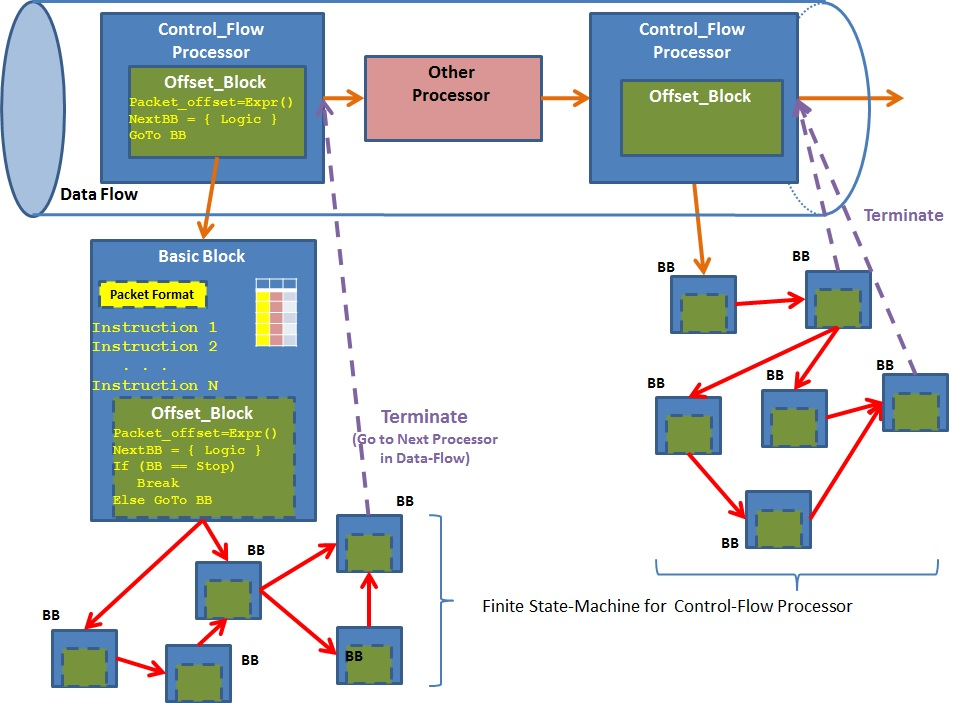 Control_Flow
Processor
Offset_Block
Packet_offset=Expr()
NextBB = { Logic }
GoTo BB
Other
Processor
Control_Flow
Processor
Offset_Block
Data Flow
Terminate
Basic Block
Packet Format
Instruction 1
Instruction 2
. . .
Instruction N
Offset_Block
Packet_offset=Expr()
NextBB = { Logic }
If (BB == Stop)
Break
Else GoTo BB
Terminate
(Go to Next Processor
in Data-Flow)
BB
BB
BB
BB
BB
BB
BB
BB
BB
BB
BB
Finite State-Machine for  Control-Flow Processor